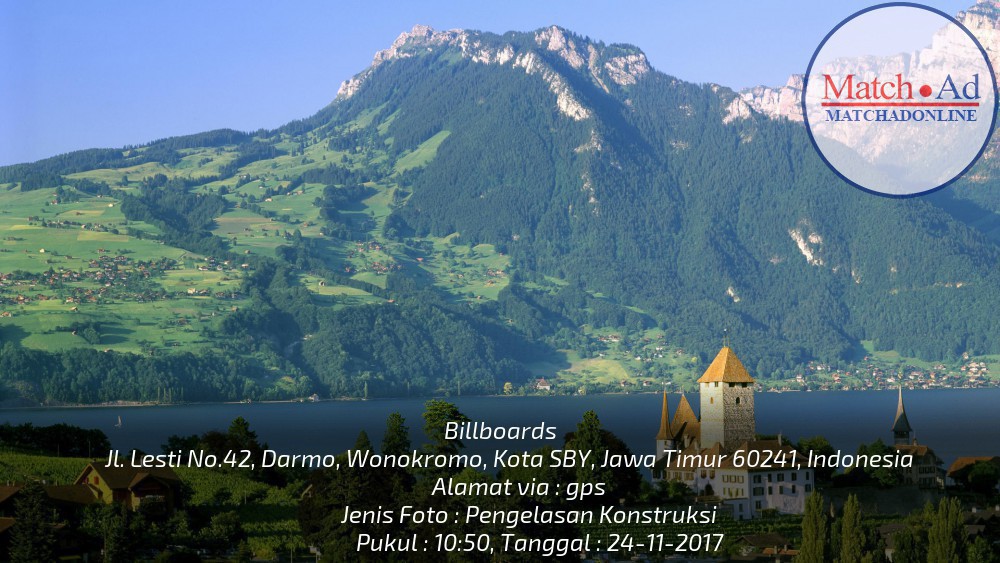 Match Ad
MATCHADONLINE
Billboards
Jl. Lesti No.42, Darmo, Wonokromo, Kota SBY, Jawa Timur 60241, Indonesia
Alamat via : gps
Jenis Foto : Pengelasan Konstruksi
Pukul : 10:50, Tanggal : 24-11-2017